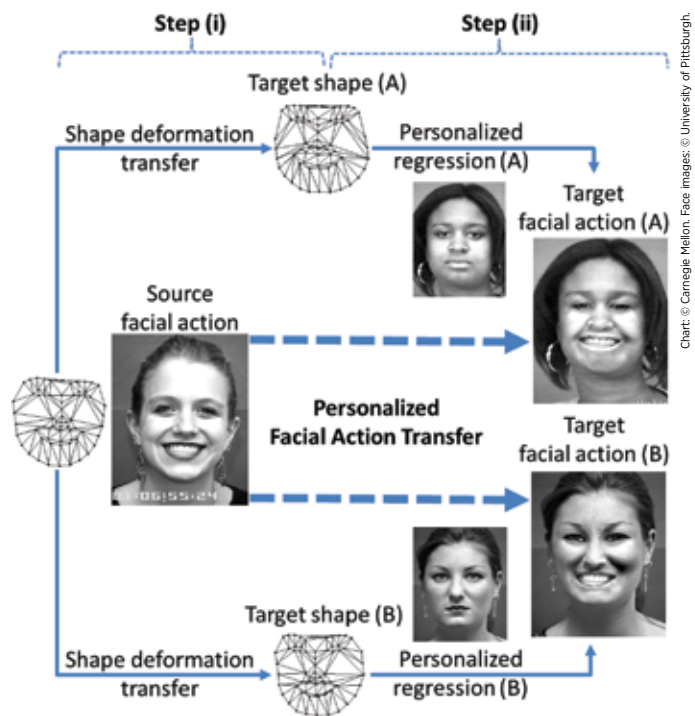 Step (i)
Step (ii)
Target shape (A)
Shape deformation
transfer
Personalized
regression (A)
Target
facial action (A)
Source
facial action
Personalized
Facial Action Transfer
Target
facial action (B)
Target shape (B)
Shape deformation
transfer
Personalized
regression (B)
Chart: © Carnegie Mellon. Face images: © University of Pittsburgh.